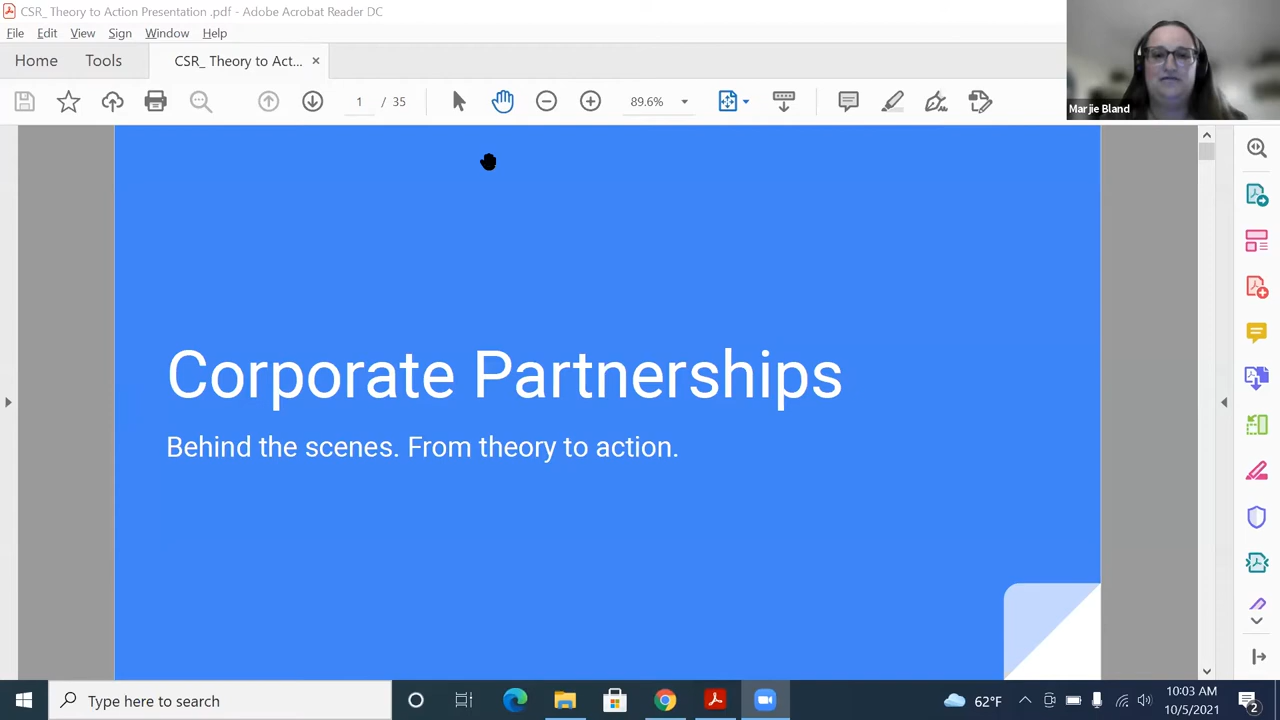 CSR_ Theory to Action Presentation .pdf - Adobe Acrobat Reader DC
File Edit View Sign Window Help
Home Tools CSR_ Theory to Act... ×
1 / 35 89.6%
Marjie Bland
Corporate Partnerships
Behind the scenes. From theory to action.
Type here to search
62°F
10:03 AM
10/5/2021
2